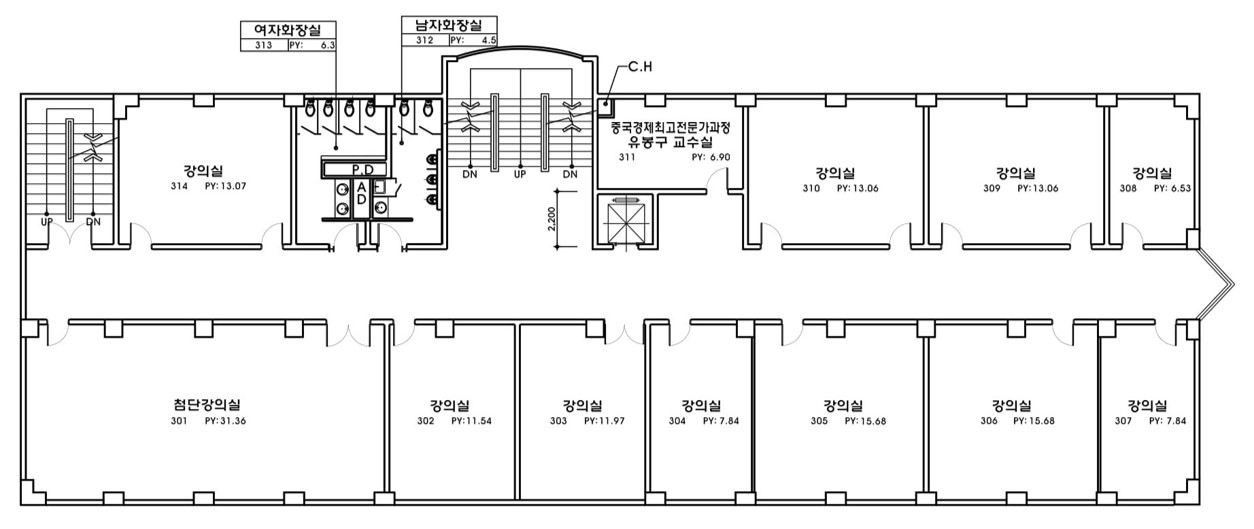 여자화장실
313 PY: 6.3
남자화장실
312 PY: 4.5
C.H
중국경제최고전문가과정
유봉구 교수실
311 PY: 6.90
강의실
314 PY:13.07
P.D
A
D
DN
UP
DN
강의실
310 PY:13.06
강의실
309 PY:13.06
강의실
308 PY: 6.53
UP
DN
2,200
첨단강의실
301 PY:31.36
강의실
302 PY:11.54
강의실
303 PY:11.97
강의실
304 PY: 7.84
강의실
305 PY:15.68
강의실
306 PY:15.68
강의실
307 PY: 7.84